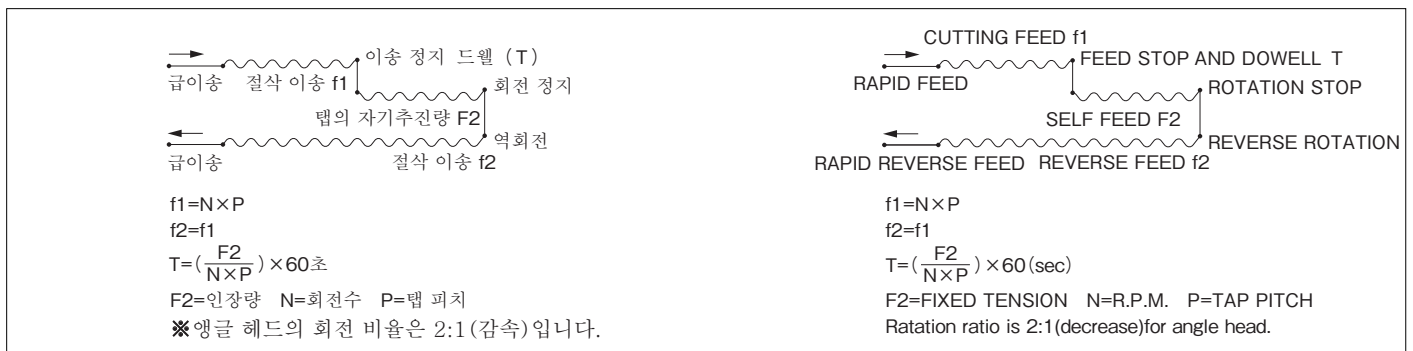 이송 정지 드웰 (T)
급이송 절삭 이송 f1
회전 정지
탭의 자기추진량 F2
역회전
급이송 절삭 이송 f2
f1=N×P
f2=f1
T=(F2/N×P)×60초
F2=인장량 N=회전수 P=탭 피치
※앵글 헤드의 회전 비율은 2:1(감속)입니다.
CUTTING FEED f1
FEED STOP AND DOWELL T
RAPID FEED
ROTATION STOP
SELF FEED F2
REVERSE ROTATION
RAPID REVERSE FEED REVERSE FEED f2
f1=N×P
f2=f1
T=(F2/N×P)×60(sec)
F2=FIXED TENSION N=R.P.M. P=TAP PITCH
Ratation ratio is 2:1(decrease)for angle head.